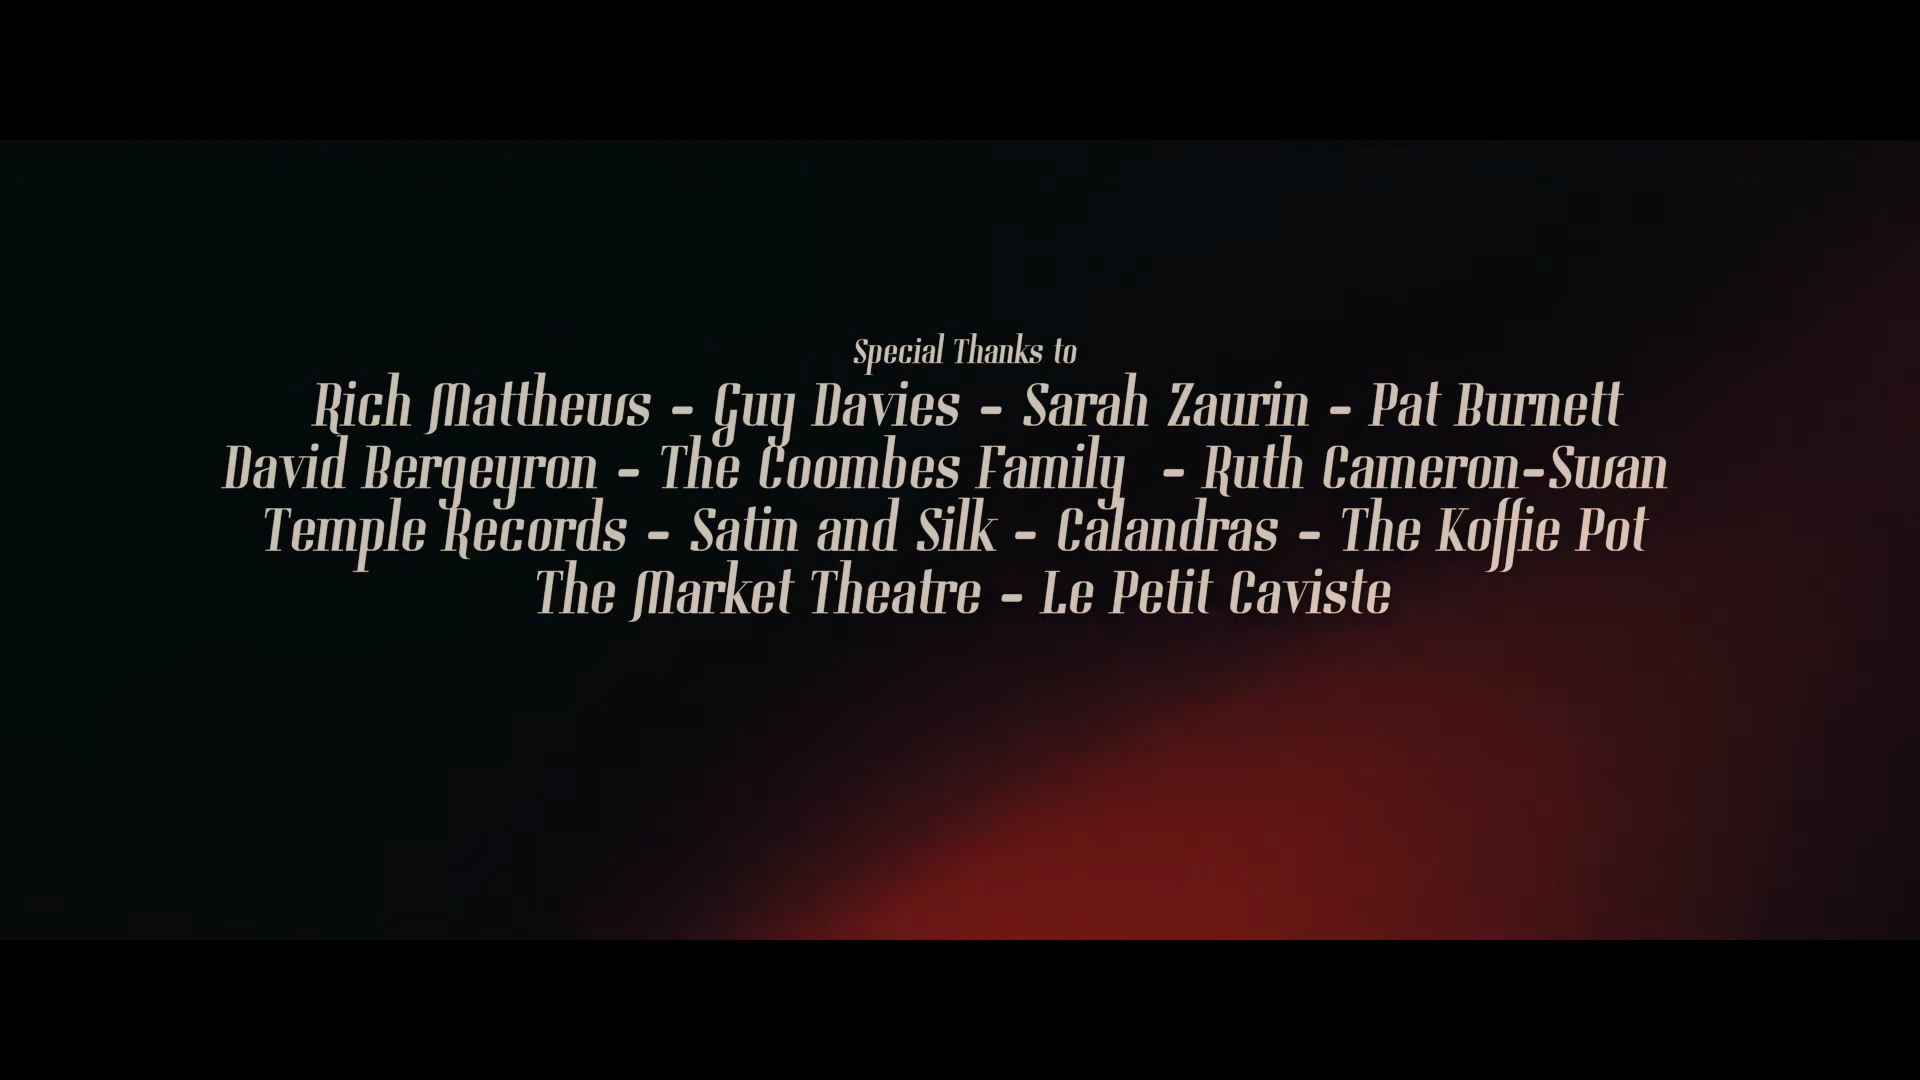 Special Thanks to
Rich Matthews - Guy Davies - Sarah Zaurin - Pat Burnett
David Bergeyron - The Coombes Family - Ruth Cameron-Swan
Temple Records - Satin and Silk - Calandras - The Koffie Pot
The Market Theatre - Le Petit Caviste